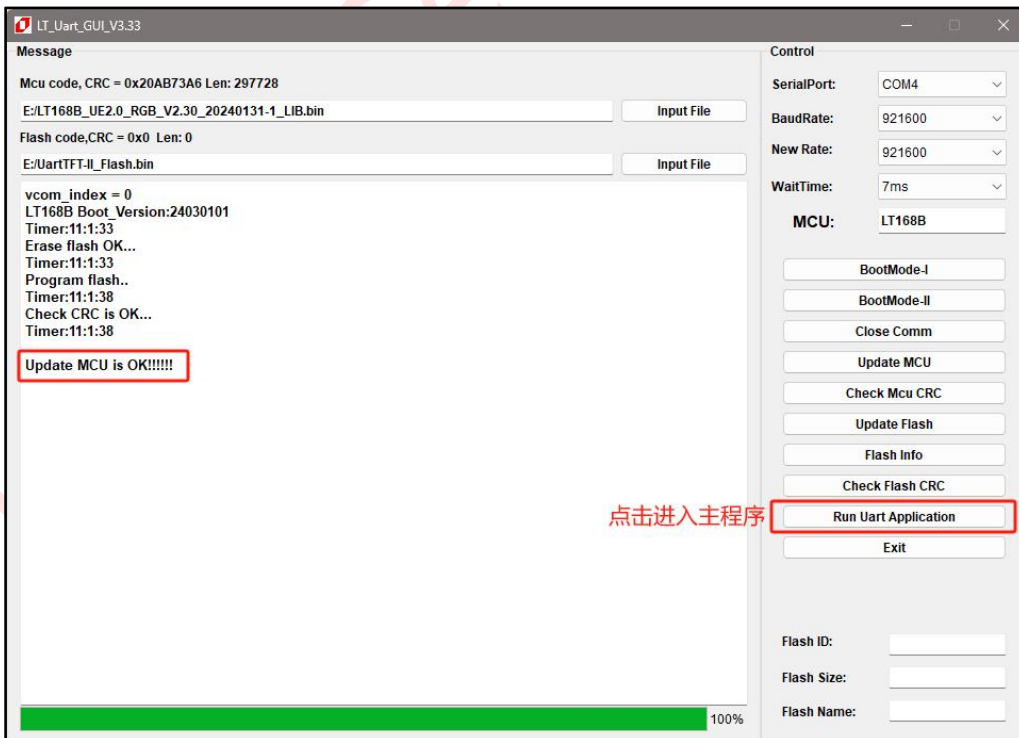 LT_Uart_GUI_V3.33
Message
Mcu code, CRC = 0x20AB73A6 Len: 297728
E:/LT168B_UE2.0_RGB_V2.30_20240131-1_LIB.bin
Input File
Flash code,CRC = 0x0 Len: 0
E:/UartTFT-II_Flash.bin
Input File
vcom_index = 0
LT168B Boot_Version:24030101
Timer:11:1:33
Erase flash OK...
Timer:11:1:33
Program flash..
Timer:11:1:38
Check CRC is OK...
Timer:11:1:38
Update MCU is OK!!!!!!
100%
Control
SerialPort:
COM4
BaudRate:
921600
New Rate:
921600
WaitTime:
7ms
MCU:
LT168B
BootMode-I
BootMode-II
Close Comm
Update MCU
Check Mcu CRC
Update Flash
Flash Info
Check Flash CRC
点击进入主程序
Run Uart Application
Exit
Flash ID:
Flash Size:
Flash Name: